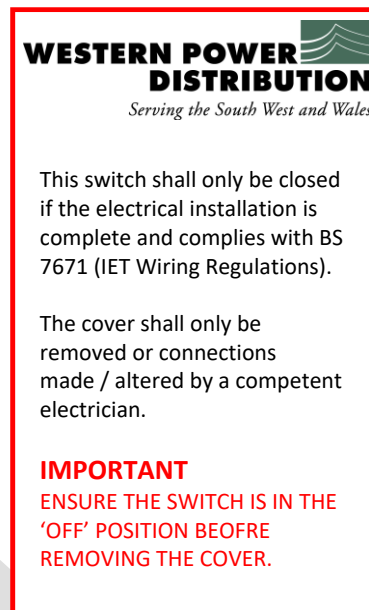 WESTERN POWER
DISTRIBUTION
Serving the South West and Wales
This switch shall only be closed
if the electrical installation is
complete and complies with BS
7671 (IET Wiring Regulations).
The cover shall only be
removed or connections
made / altered by a competent
electrician.
IMPORTANT
ENSURE THE SWITCH IS IN THE
‘OFF’ POSITION BEOFRE
REMOVING THE COVER.